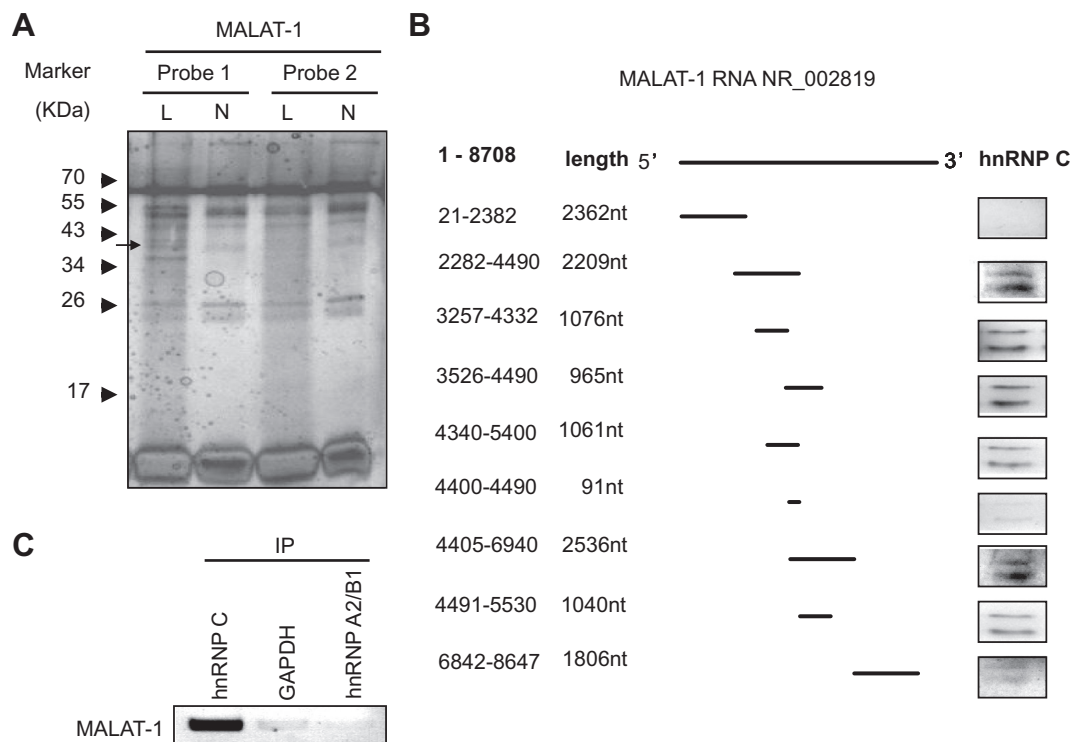 A
MALAT-1
Marker
Probe 1 Probe 2
(KDa)
L N L N
70
55
43
34
26
17
B
MALAT-1 RNA NR_002819
1 - 8708 length 5’ 3’ hnRNP C
21-2382 2362nt
2282-4490 2209nt
3257-4332 1076nt
3526-4490 965nt
4340-5400 1061nt
4400-4490 91nt
4405-6940 2536nt
4491-5530 1040nt
6842-8647 1806nt
C
IP
hnRNP C
GAPDH
hnRNP A2/B1
MALAT-1